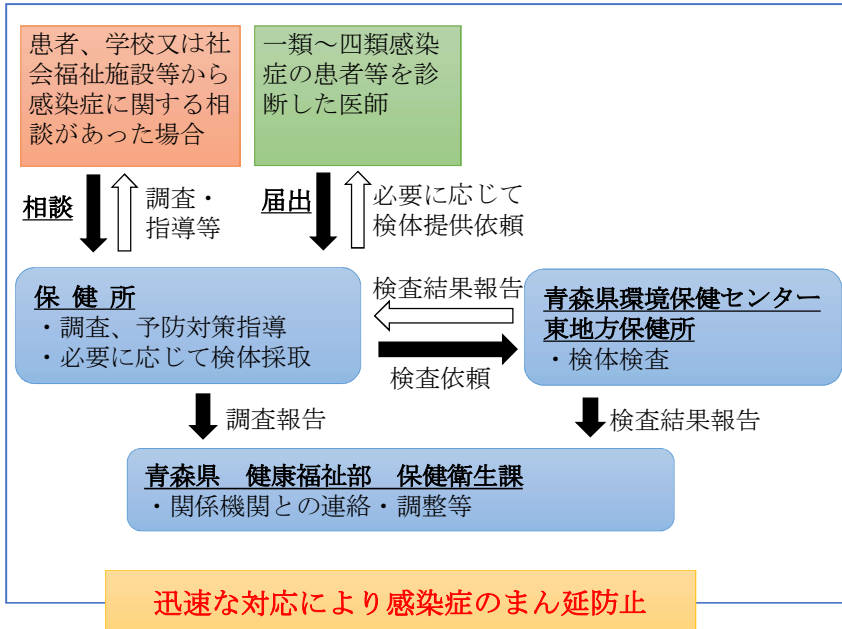 患者、学校又は社
会福祉施設等から
感染症に関する相
談があった場合
一類～四類感染
症の患者等を診
断した医師
相談
調査・
指導等
届出
必要に応じて
検体提供依頼
保 健 所
・調査、予防対策指導
・必要に応じて検体採取
検査結果報告
検査依頼
青森県環境保健センター
東地方保健所
・検体検査
調査報告
検査結果報告
青森県　健康福祉部　保健衛生課
・関係機関との連絡・調整等
迅速な対応により感染症のまん延防止